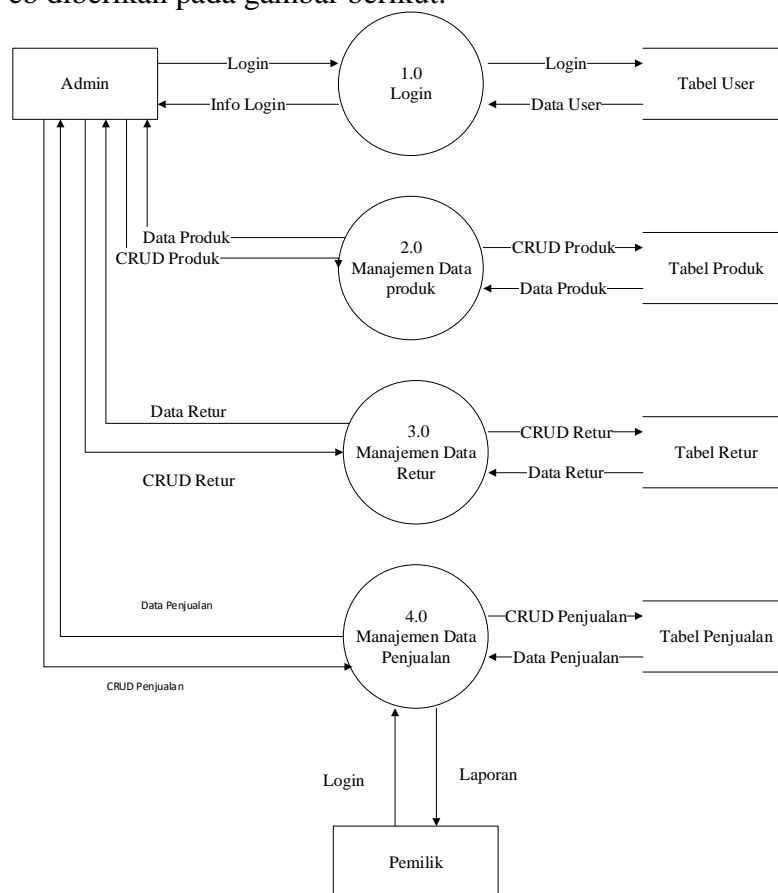 eb diberikan pada gambar berikut:
Admin
Login
Info Login
1.0
Login
Login
Data User
Tabel User
Data Produk
CRUD Produk
2.0
Manajemen Data
produk
CRUD Produk
Data Produk
Tabel Produk
Data Retur
CRUD Retur
3.0
Manajemen Data
Retur
CRUD Retur
Data Retur
Tabel Retur
Data Penjualan
CRUD Penjualan
4.0
Manajemen Data
Penjualan
CRUD Penjualan
Data Penjualan
Tabel Penjualan
Login
Laporan
Pemilik